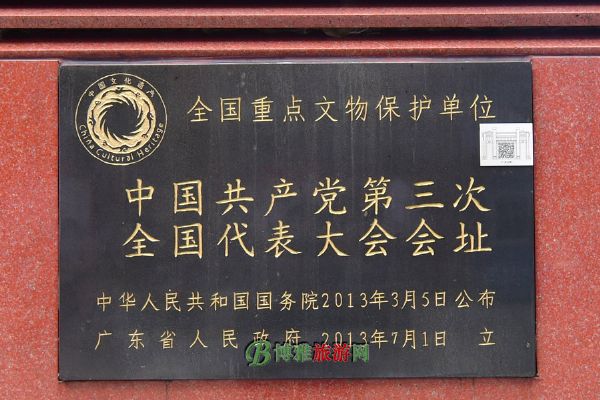 中国文化遗产
China Cultural Heritage
全国重点文物保护单位
中国共产党第三次
全国代表大会会址
中华人民共和国国务院2013年3月5日公布
广东省人民政府 2013年7月1日 立
博雅旅游网